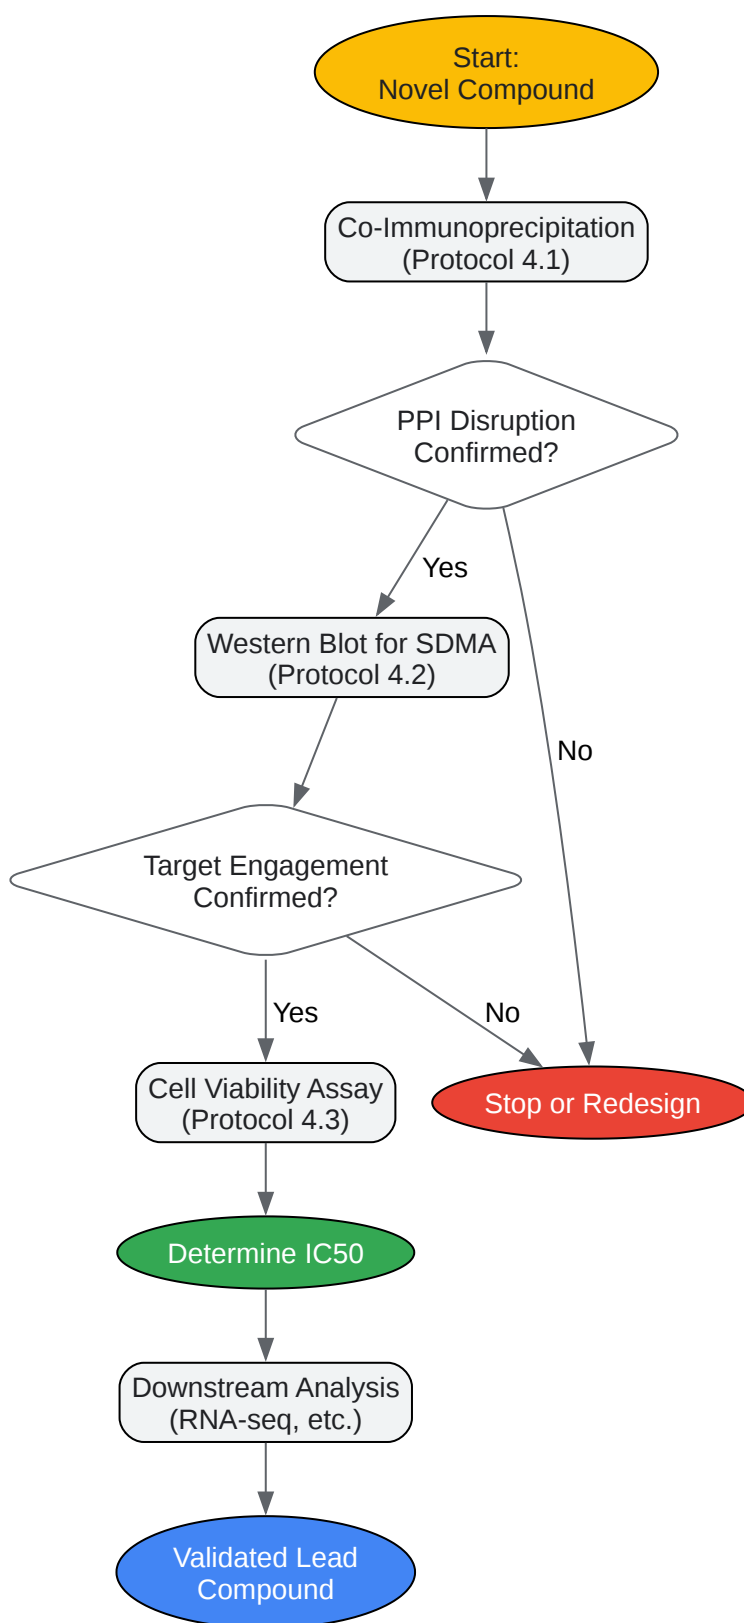 Start:
Novel Compound
Co-Immunoprecipitation
(Protocol 4.1)
PPI Disruption
Confirmed?
Yes
Western Blot for SDMA
(Protocol 4.2)
No
Target Engagement
Confirmed?
Yes
No
Cell Viability Assay
(Protocol 4.3)
Stop or Redesign
Determine IC50
Downstream Analysis
(RNA-seq, etc.)
Validated Lead
Compound